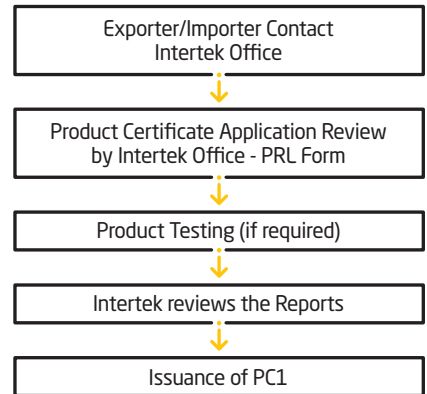 Exporter/Importer Contact
Intertek Office
Product Certificate Application Review
by Intertek Office - PRL Form
Product Testing (if required)
Intertek reviews the Reports
Issuance of PC1